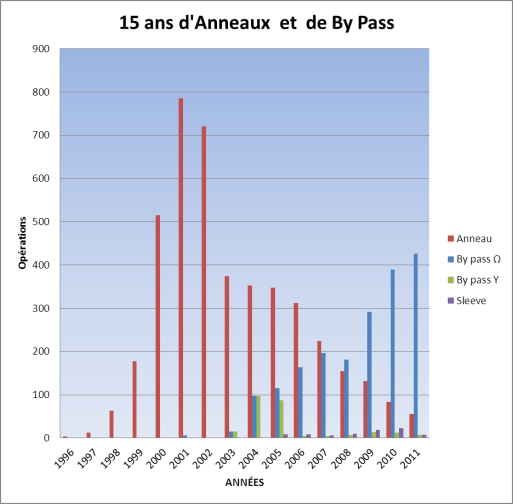 15 ans d'Anneaux et de By Pass
900
800
700
600
500
400
300
200
100
0
Opérations
1996 1997 1998 1999 2000 2001 2002 2003 2004 2005 2006 2007 2008 2009 2010 2011
ANNÉES
Anneau
By pass Ω
By pass Y
Sleeve